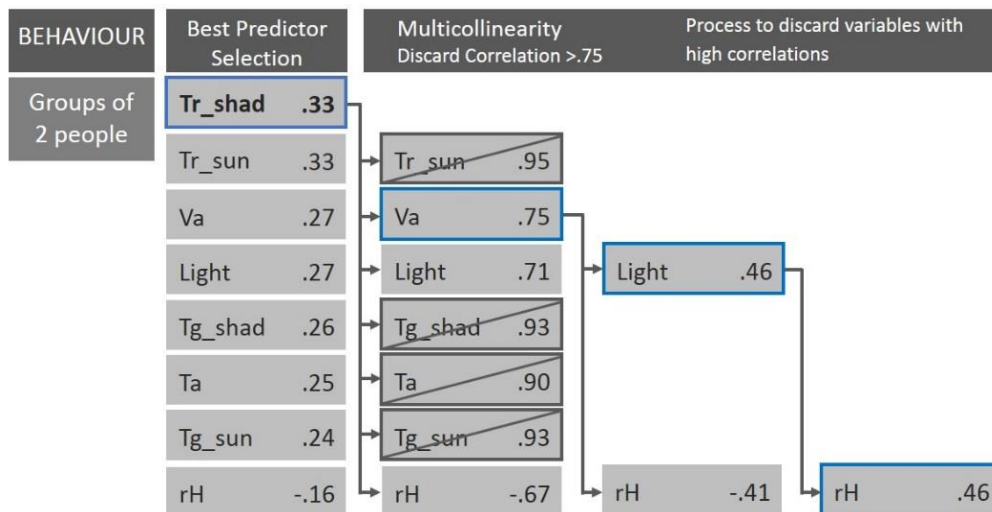 BEHAVIOUR
Best Predictor
Selection
Multicollinearity
Discard Correlation >.75
Process to discard variables with
high correlations
Groups of
2 people
Tr_shad .33
Tr_sun .33
Tr_sun .95
Va .27
Va .75
Light .27
Light .71
Light .46
Tg_shad .26
Tg_shad .93
Ta .25
Ta .90
Tg_sun .24
Tg_sun .93
rH -.16
rH -.67
rH -.41
rH .46